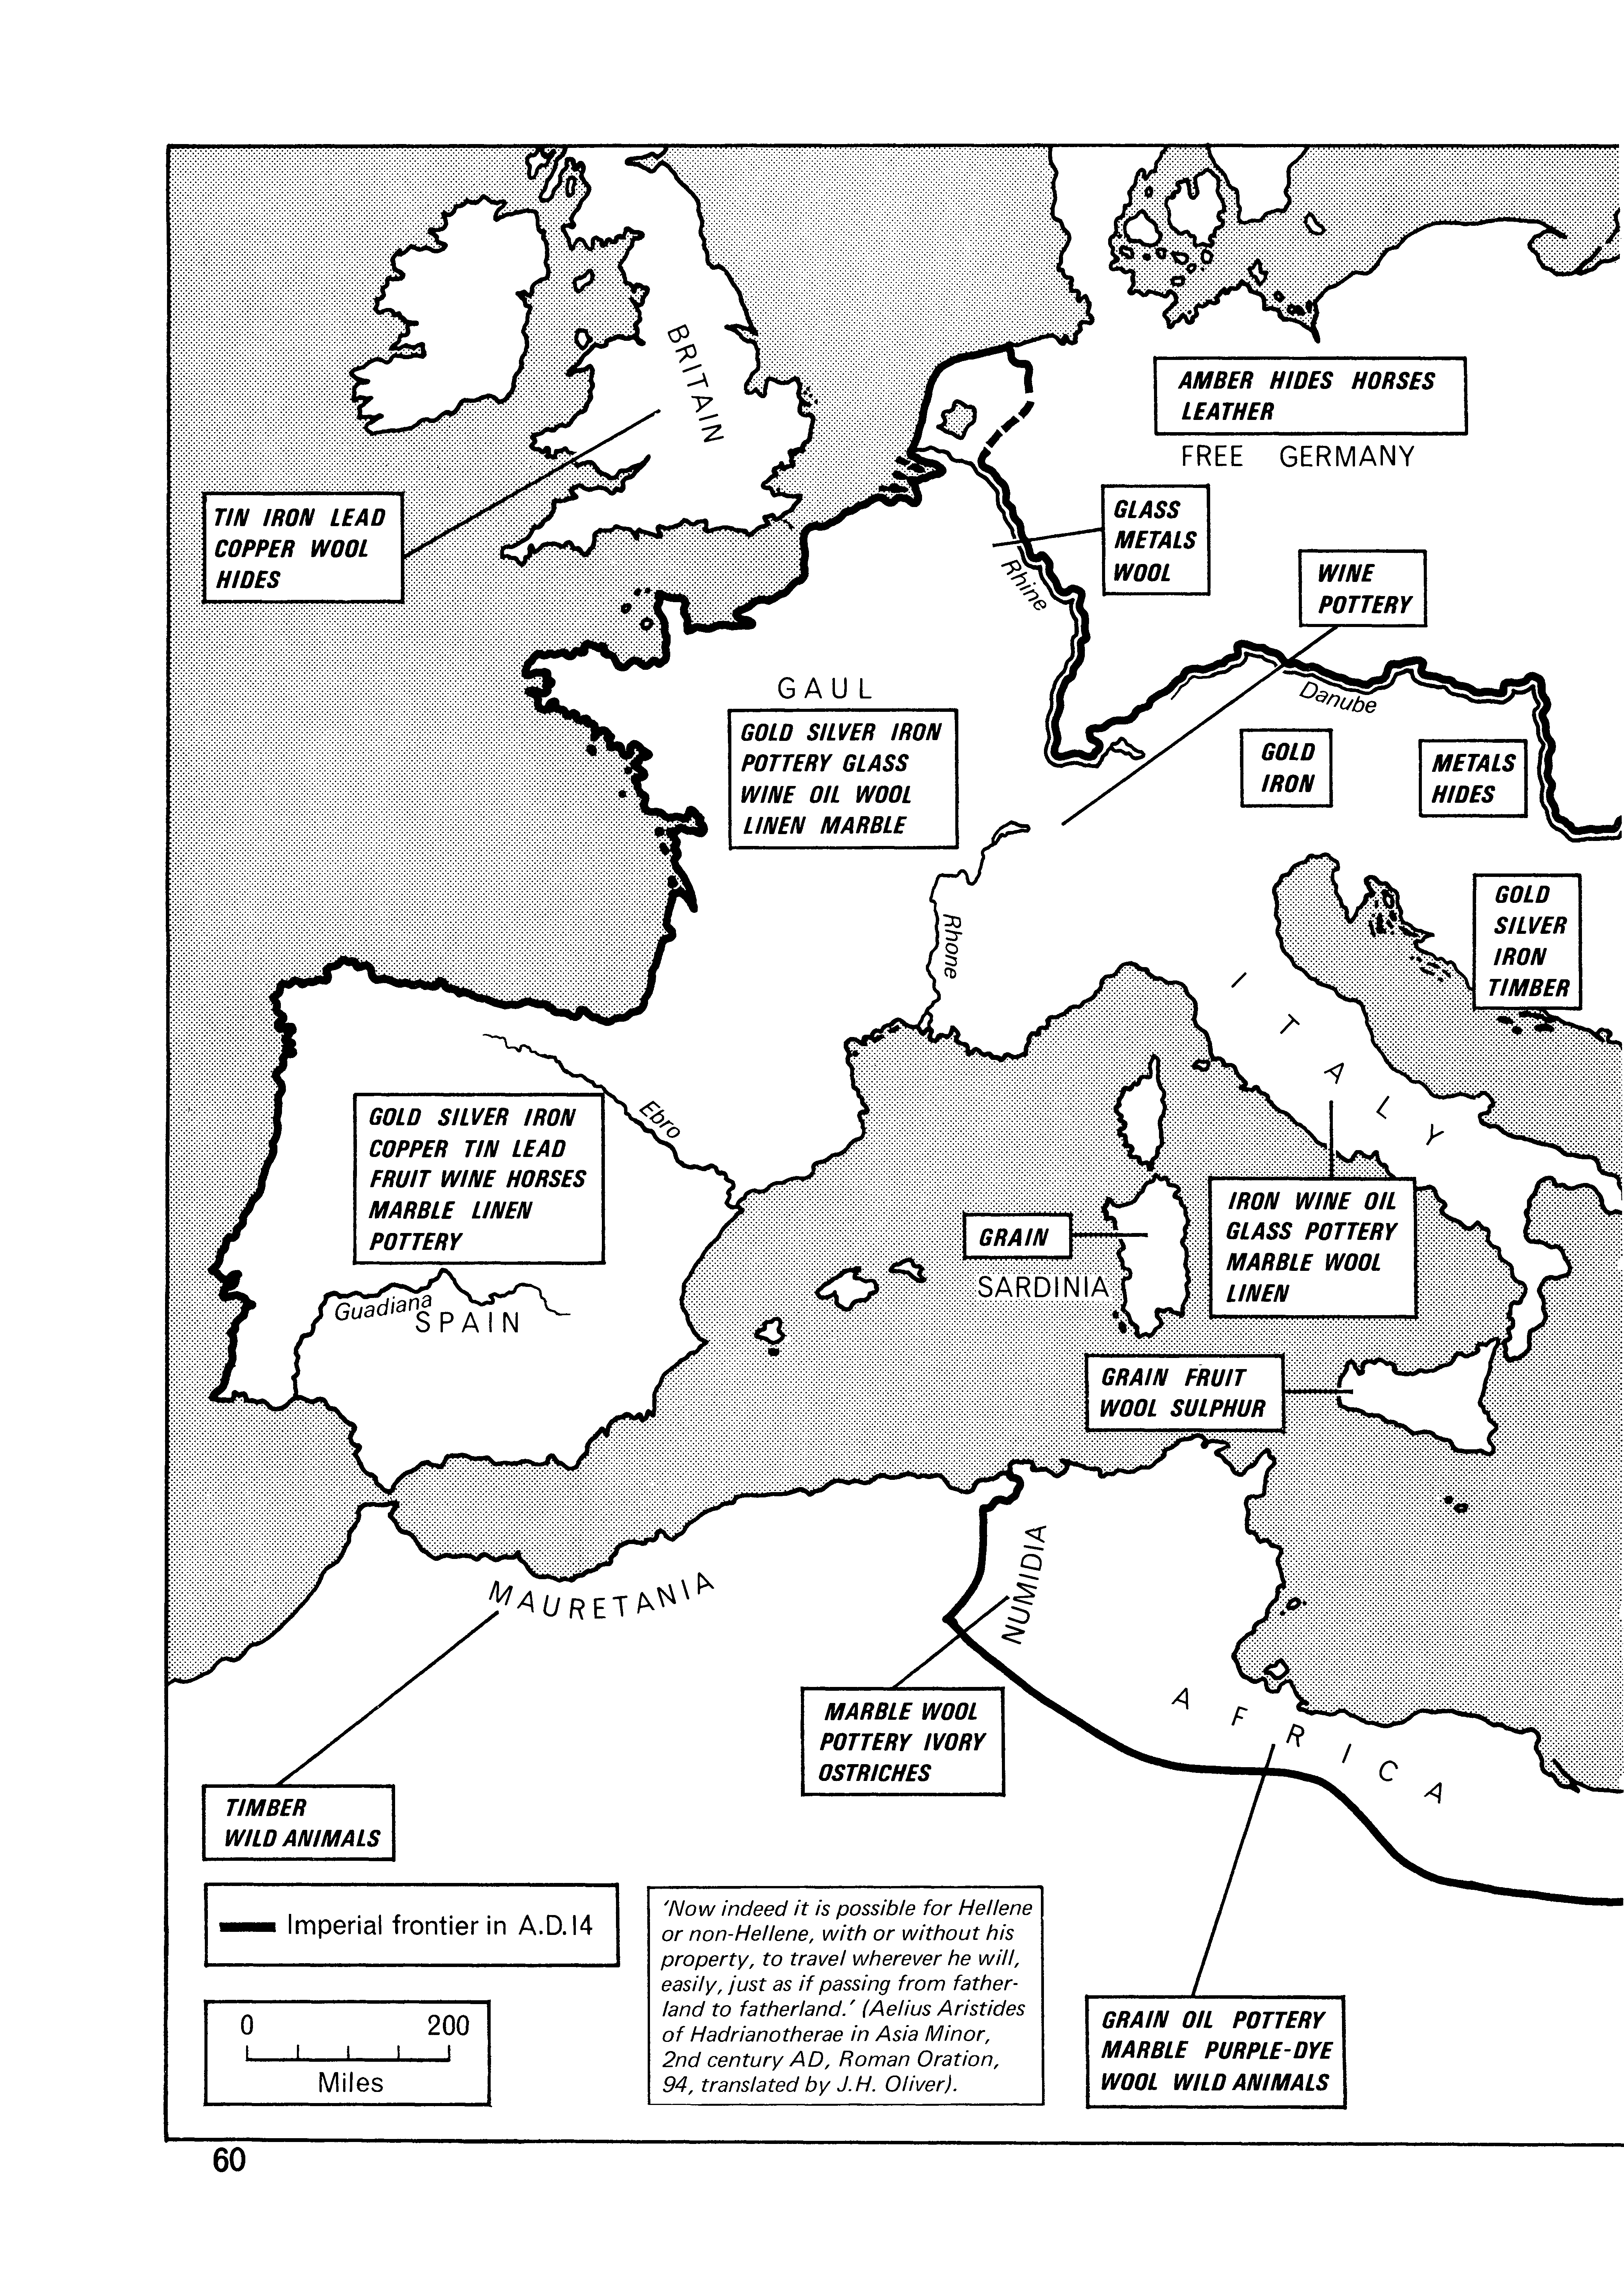 BRITAIN
AMBER HIDES HORSES
LEATHER
FREE GERMANY
TIN IRON LEAD
COPPER WOOL
HIDES
GLASS
METALS
WOOL
Rhine
WINE
POTTERY
GAUL
GOLD SILVER IRON
POTTERY GLASS
WINE OIL WOOL
LINEN MARBLE
Danube
GOLD
IRON
METALS
HIDES
GOLD
SILVER
IRON
TIMBER
Rhone
ITALY
Ebro
GOLD SILVER IRON
COPPER TIN LEAD
FRUIT WINE HORSES
MARBLE LINEN
POTTERY
Guadiana
SPAIN
GRAIN
SARDINIA
IRON WINE OIL
GLASS POTTERY
MARBLE WOOL
LINEN
GRAIN FRUIT
WOOL SULPHUR
MAURETANIA
NUMIDIA
AFRICA
MARBLE WOOL
POTTERY IVORY
OSTRICHES
TIMBER
WILD ANIMALS
Imperial frontier in A.D.14
0 200
Miles
'Now indeed it is possible for Hellene
or non-Hellene, with or without his
property, to travel wherever he will,
easily, just as if passing from father-
land to fatherland.' (Aelius Aristides
of Hadrianotherae in Asia Minor,
2nd century AD, Roman Oration,
94, translated by J.H. Oliver).
GRAIN OIL POTTERY
MARBLE PURPLE-DYE
WOOL WILD ANIMALS
60